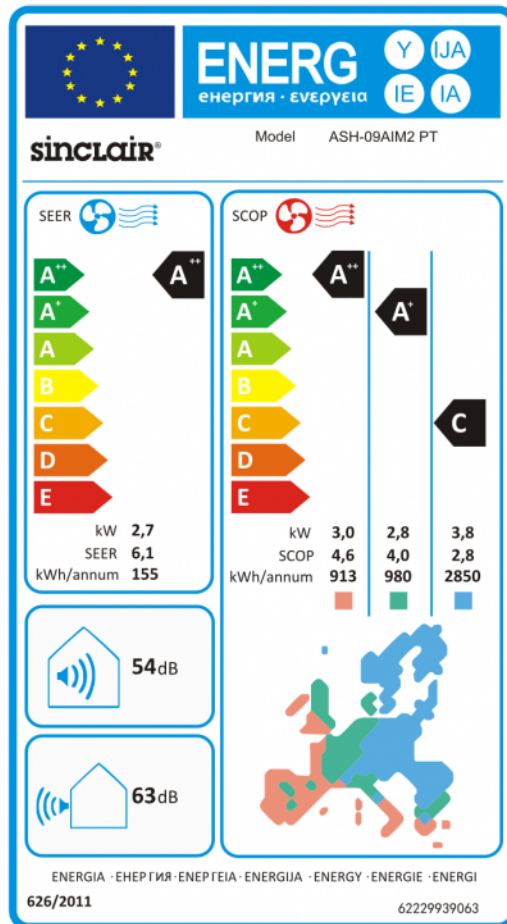 ENERG
енергия · ενεργεια
Y IJA
IE IA
sinclair®
Model ASH-09AIM2 PT
SEER
A++ A++
A+
A
B
C
D
E
kW 2,7
SEER 6,1
kWh/annum 155
SCOP
A++ A++
A+ A+
A
B
C C
D
E
kW 3,0 2,8 3,8
SCOP 4,6 4,0 2,8
kWh/annum 913 980 2850
54dB
63dB
ENERGIA · ЕНЕРГИЯ · ΕΝΕΡΓΕΙΑ · ENERGIJA · ENERGY · ENERGIE · ENERGI
626/2011
62229939063